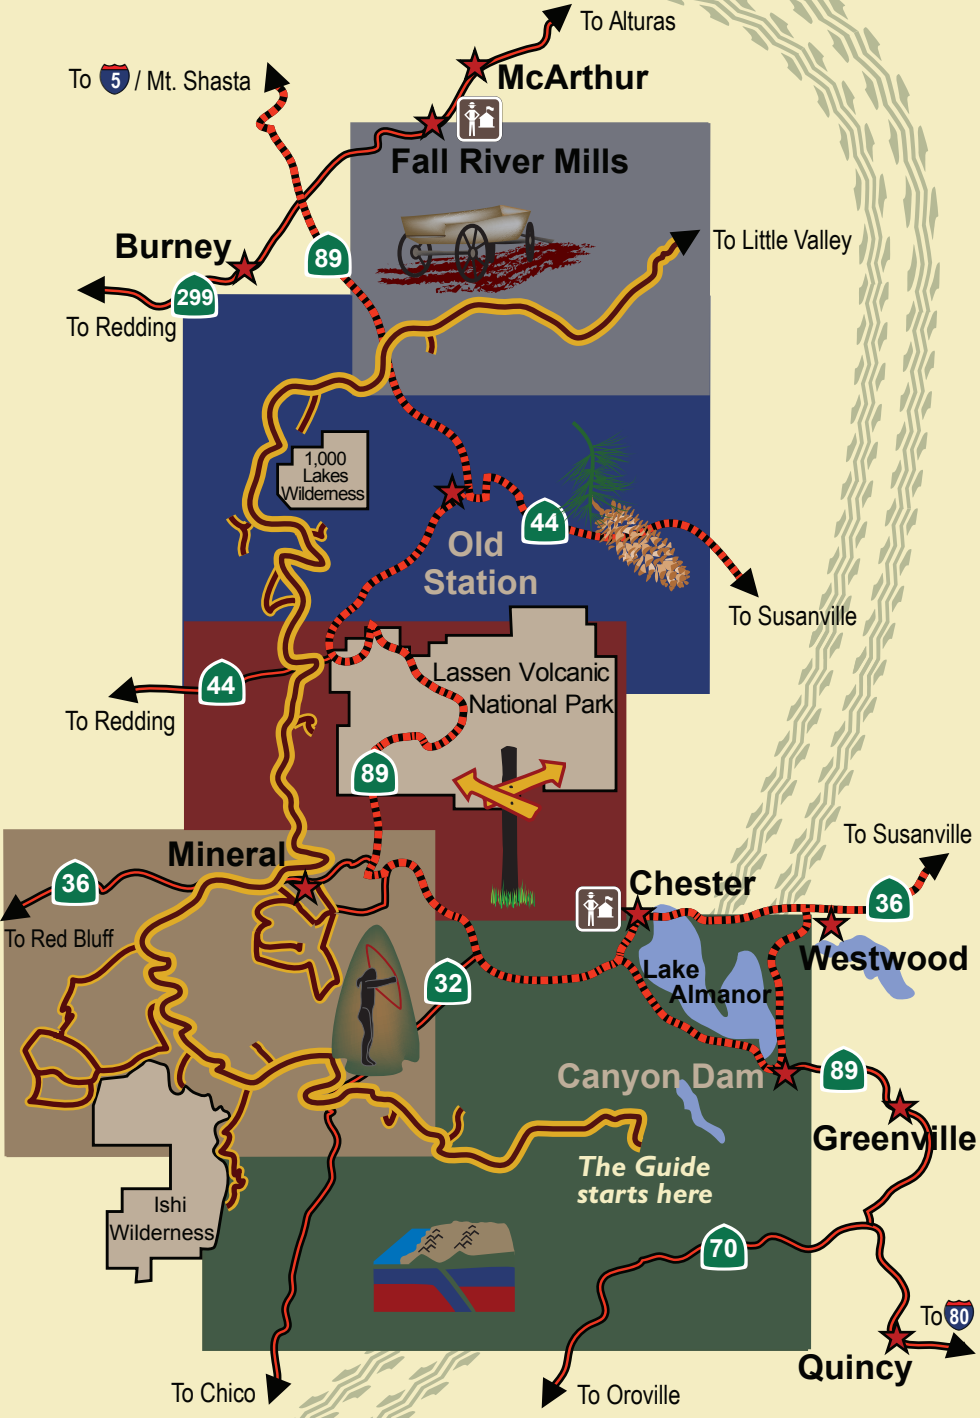 To Alturas
To 5 / Mt. Shasta
McArthur
Fall River Mills
Burney
89
To Little Valley
299
To Redding
1,000
Lakes
Wilderness
44
Old
Station
To Susanville
Lassen Volcanic
National Park
44
To Redding
89
To Susanville
Mineral
36
Chester
36
To Red Bluff
Westwood
Lake
Almanor
32
Canyon Dam
89
Greenville
The Guide
starts here
Ishi
Wilderness
70
To 80
Quincy
To Chico
To Oroville